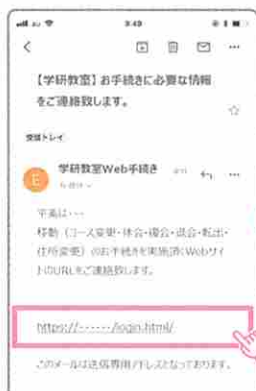 3:49
【学研教室】お手続きに必要な情報
をご連絡致します。
受信トレイ
E
学研教室Web手続き
平素は・・・
移動（コース変更・休会・復会・退会・転出・
住所変更）のお手続きを実施頂くWebサイ
トのURLをご連絡致します。
https://------/login.html/
このメールは送信専用アドレスとなっております。